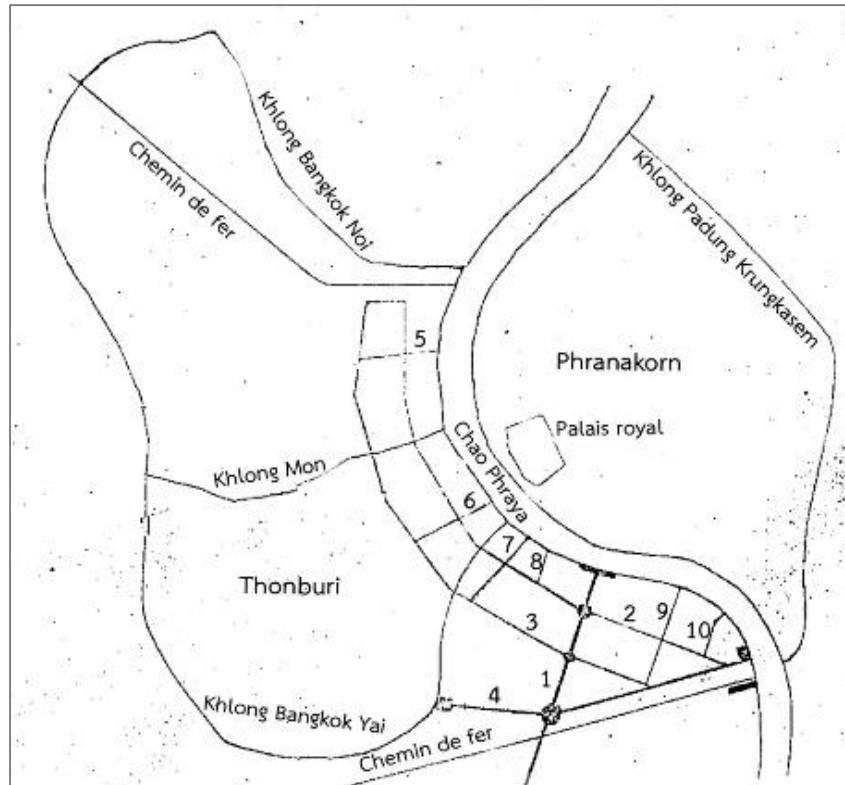 Khlong Bangkok Noi
Chemin de fer
Khlong Padung Krungkasem
5
Phranakorn
Palais royal
Chao Phraya
Khlong Mon
6
7
8
Thonburi
3
2
9
10
1
4
Khlong Bangkok Yai
Chemin de fer